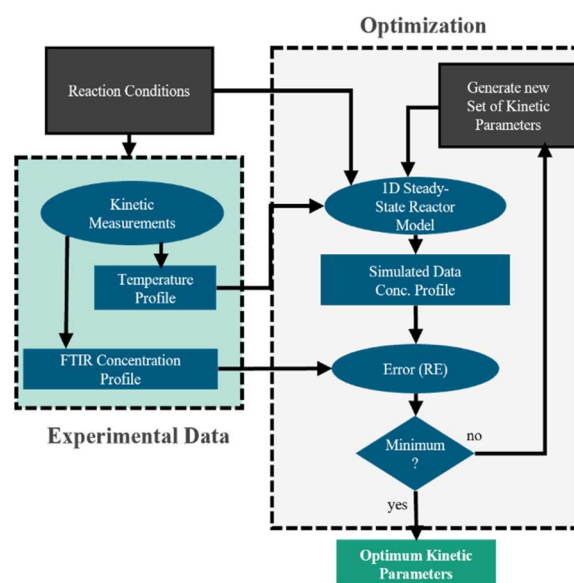 Optimization
Reaction Conditions
Generate new
Set of Kinetic
Parameters
Kinetic
Measurements
1D Steady-
State Reactor
Model
Temperature
Profile
Simulated Data
Conc. Profile
FTIR Concentration
Profile
Error (RE)
Experimental Data
Minimum
?
no
yes
Optimum Kinetic
Parameters